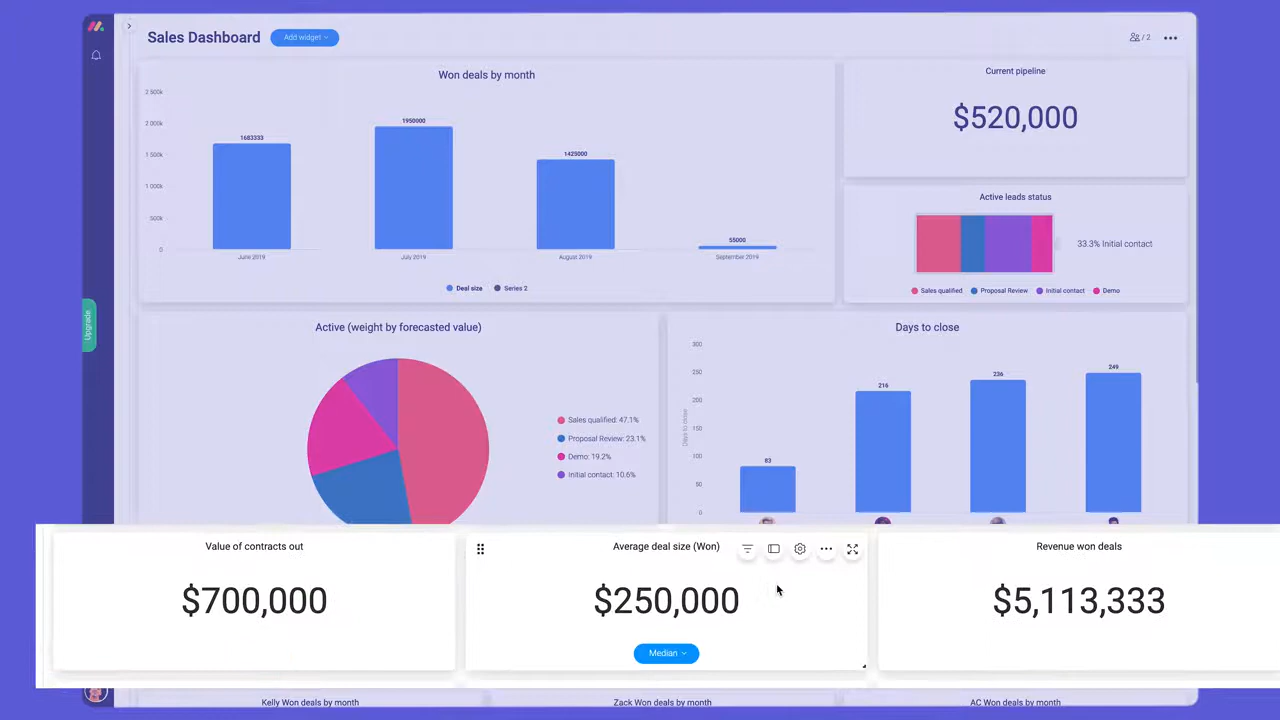 Sales Dashboard
Add widget
/ 2
Won deals by month
2 500k
2 000k
1 500k
1 000k
500k
0
1683333
1950000
1425000
55000
June 2019
July 2019
August 2019
September 2019
Deal size
Series 2
Current pipeline
$520,000
Active leads status
33.3% Initial contact
Sales qualified
Proposal Review
Initial contact
Demo
Upgrade
Active (weight by forecasted value)
Sales qualified: 47.1%
Proposal Review: 23.1%
Demo: 19.2%
Initial contact: 10.6%
Days to close
300
250
200
150
100
50
0
Days to close
83
216
236
249
Value of contracts out
$700,000
Average deal size (Won)
$250,000
Median
Revenue won deals
$5,113,333
Kelly Won deals by month
Zack Won deals by month
AC Won deals by month